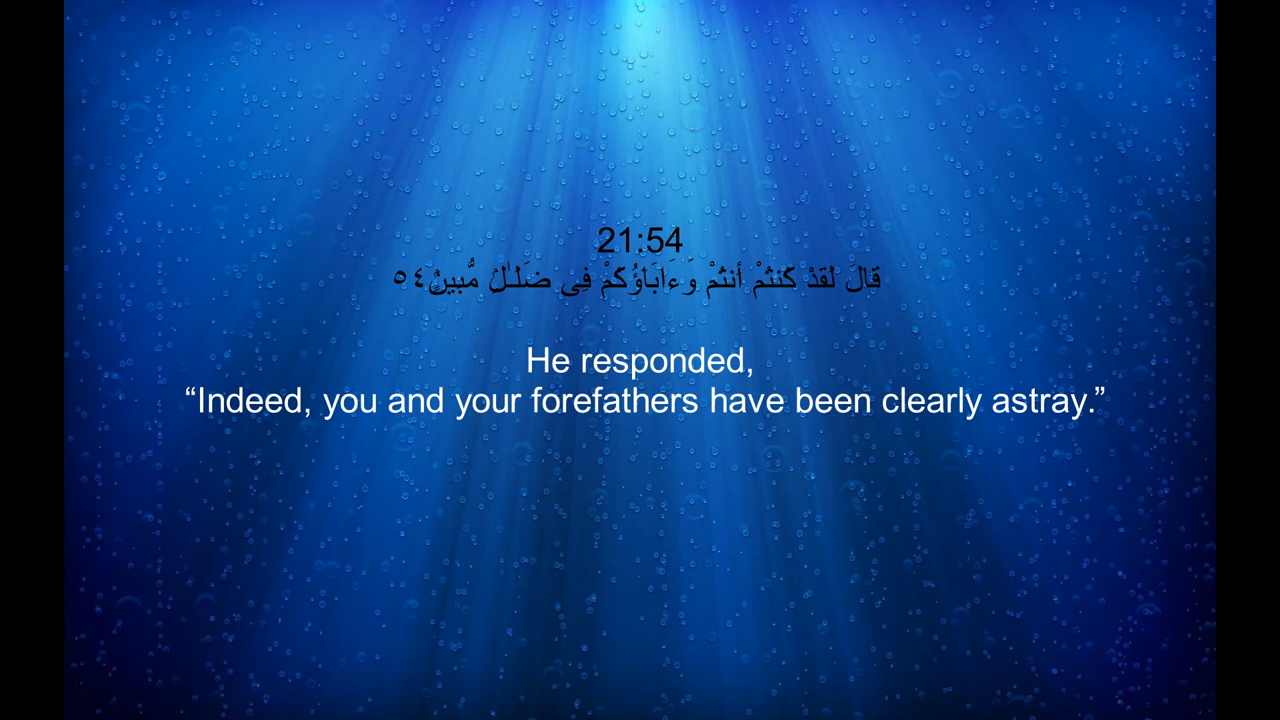 21:54
قَالَ لَقَدْ كُنتُمْ أَنتُمْ وَءَابَآؤُكُمْ فِى ضَلَـٰلٍ مُّبِينٍ ٥٤
He responded,
“Indeed, you and your forefathers have been clearly astray.”